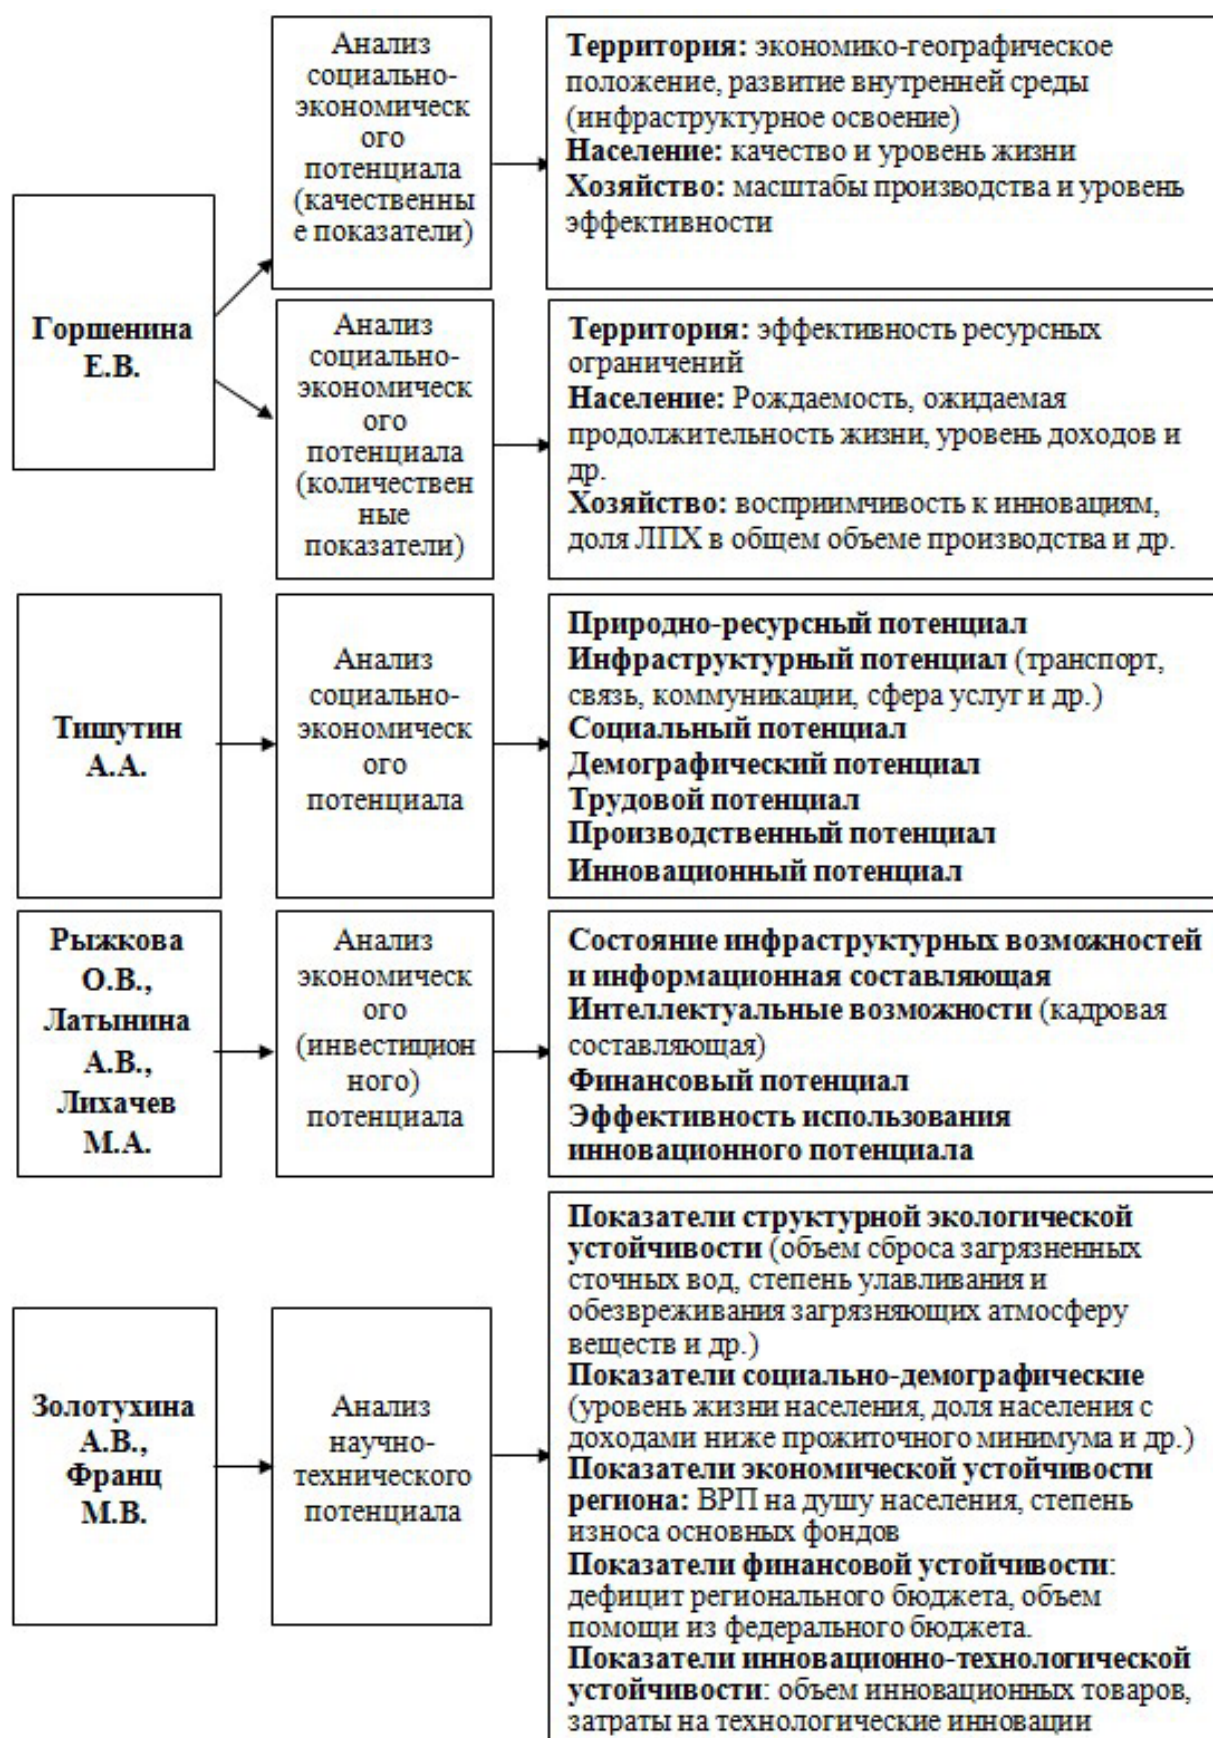 Горшенина
Е.В.
Анализ
социально-
экономическ
ого
потенциала
(качественны
е показатели)
Территория: экономико-географическое
положение, развитие внутренней среды
(инфраструктурное освоение)
Население: качество и уровень жизни
Хозяйство: масштабы производства и уровень
эффективности
Анализ
социально-
экономическ
ого
потенциала
(количествен
ные
показатели)
Территория: эффективность ресурсных
ограничений
Население: Рождаемость, ожидаемая
продолжительность жизни, уровень доходов и
др.
Хозяйство: восприимчивость к инновациям,
доля ЛПХ в общем объеме производства и др.
Тишутин
А.А.
Анализ
социально-
экономическ
ого
потенциала
Природно-ресурсный потенциал
Инфраструктурный потенциал (транспорт,
связь, коммуникации, сфера услуг и др.)
Социальный потенциал
Демографический потенциал
Трудовой потенциал
Производственный потенциал
Инновационный потенциал
Рыжкова
О.В.,
Латынина
А.В.,
Лихачев
М.А.
Анализ
экономическ
ого
(инвестицион
ного)
потенциала
Состояние инфраструктурных возможностей
и информационная составляющая
Интеллектуальные возможности (кадровая
составляющая)
Финансовый потенциал
Эффективность использования
инновационного потенциала
Золотухина
А.В.,
Франц
М.В.
Анализ
научно-
технического
потенциала
Показатели структурной экологической
устойчивости (объем сброса загрязненных
сточных вод, степень улавливания и
обезвреживания загрязняющих атмосферу
веществ и др.)
Показатели социально-демографические
(уровень жизни населения, доля населения с
доходами ниже прожиточного минимума и др.)
Показатели экономической устойчивости
региона: ВРП на душу населения, степень
износа основных фондов
Показатели финансовой устойчивости:
дефицит регионального бюджета, объем
помощи из федерального бюджета.
Показатели инновационно-технологической
устойчивости: объем инновационных товаров,
затраты на технологические инновации